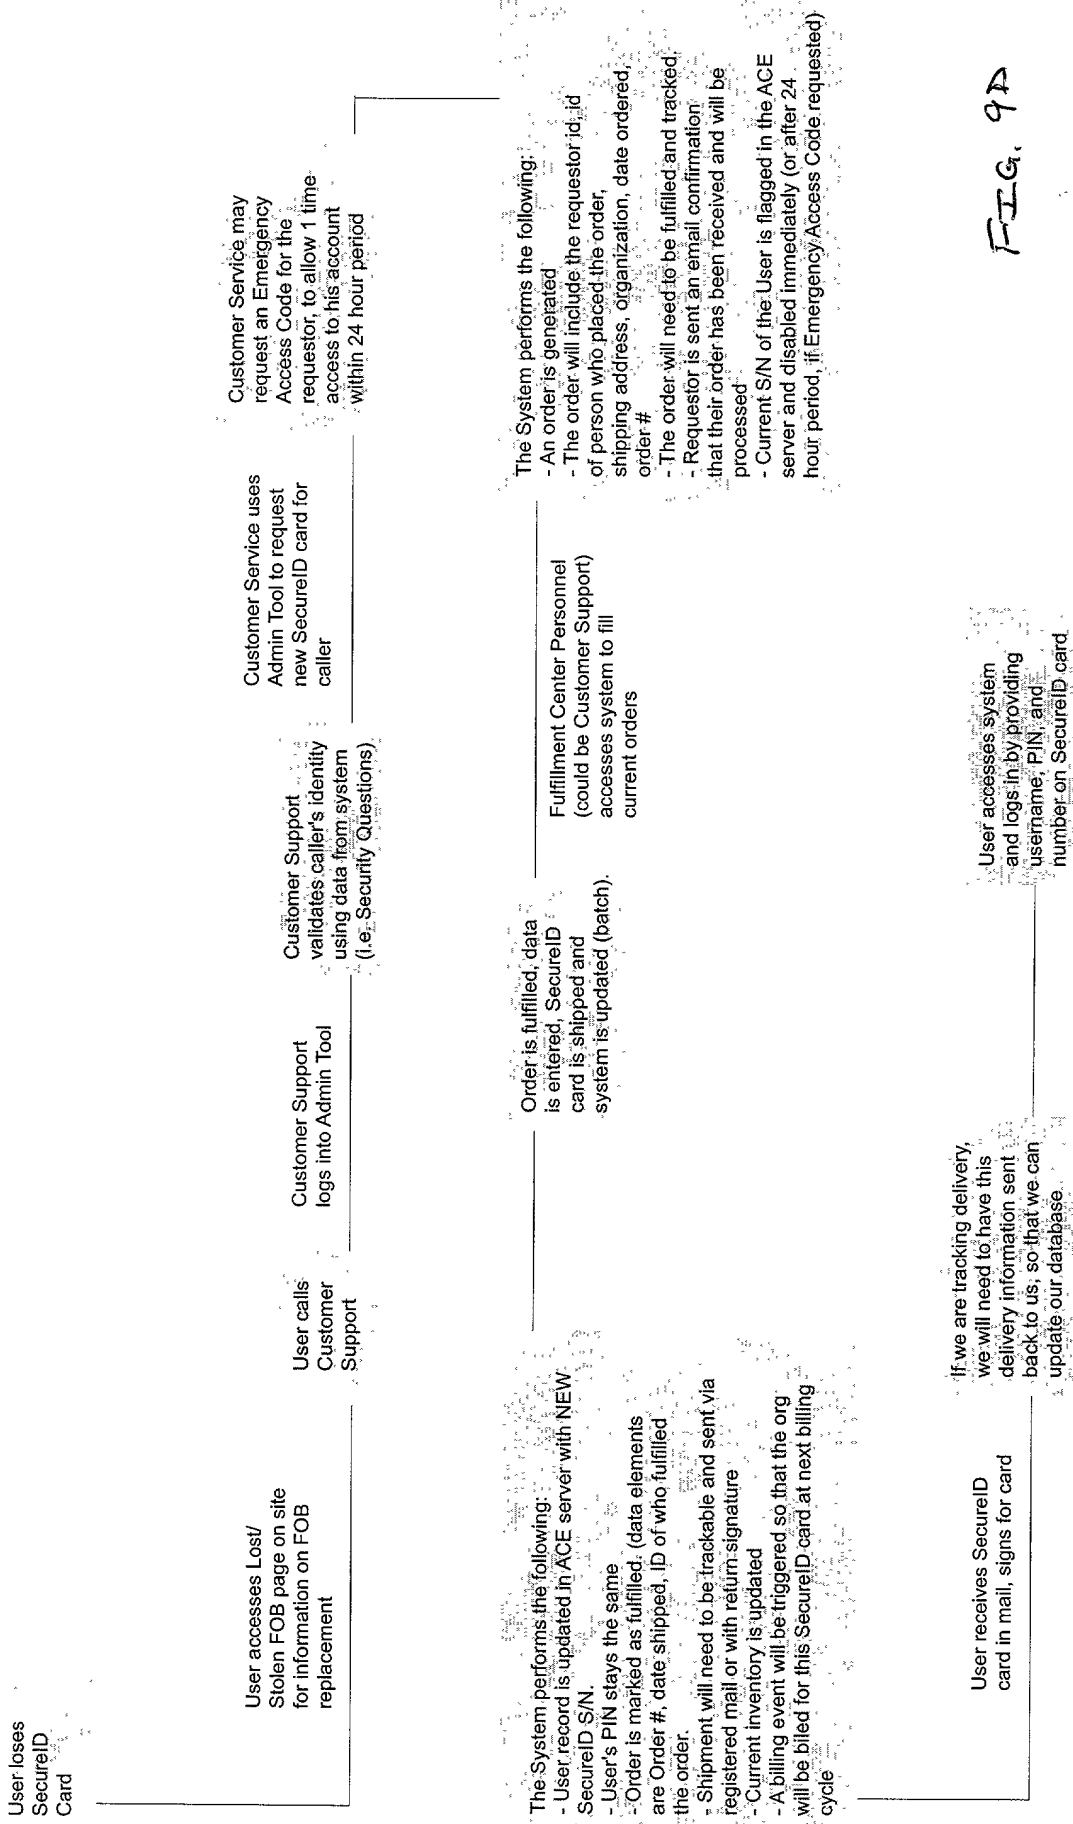 User loses
SecureID
Card
User accesses Lost/
Stolen FOB page on site
for information on FOB
replacement
User calls
Customer
Support
Customer Support
logs into Admin Tool
Customer Support
validates caller's identity
using data from system
(i.e. Security Questions)
Customer Service uses
Admin Tool to request
new SecureID card for
caller
Customer Service may
request an Emergency
Access Code for the
requestor, to allow 1 time
access to his account
within 24 hour period
The System performs the following:
- An order is generated
- The order will include the requestor id, id
of person who placed the order,
shipping address, organization, date ordered,
order #
- The order will need to be fulfilled and tracked.
- Requestor is sent an email confirmation
that their order has been received and will be
processed
- Current S/N of the User is flagged in the ACE
server and disabled immediately (or after 24
hour period, if Emergency Access Code requested)
Fulfillment Center Personnel
(could be Customer Support)
accesses system to fill
current orders
Order is fulfilled, data
is entered, SecureID
card is shipped and
system is updated (batch).
The System performs the following:
- User record is updated in ACE server with NEW
SecureID S/N.
- User's PIN stays the same
- Order is marked as fulfilled. (data elements
are Order #, date shipped, ID of who fulfilled
the order.
- Shipment will need to be trackable and sent via
registered mail or with return signature
- Current inventory is updated
- A billing event will be triggered so that the org
will be biled for this SecureID card at next billing
cycle
User receives SecureID
card in mail, signs for card
If we are tracking delivery,
we will need to have this
delivery information sent
back to us, so that we can
update our database
User accesses system
and logs in by providing
username, PIN, and
number on SecureID card
FIG. 9D